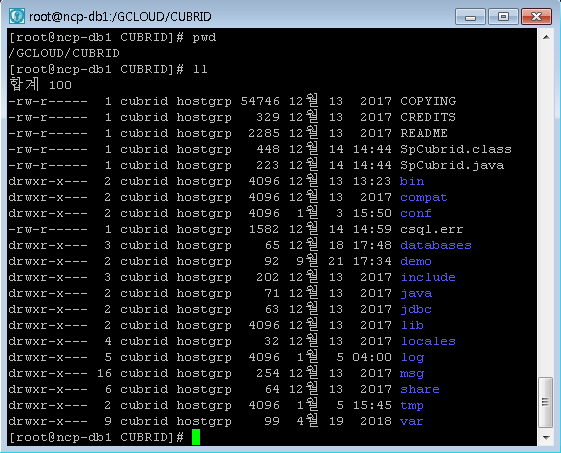 root@ncp-db1:/GCLOUD/CUBRID
[root@ncp-db1 CUBRID]# pwd
/GCLOUD/CUBRID
[root@ncp-db1 CUBRID]# ll
합계 100
-rw-r----- 1 cubrid hostgrp 54746 12월 13 2017 COPYING
-rw-r----- 1 cubrid hostgrp 329 12월 13 2017 CREDITS
-rw-r----- 1 cubrid hostgrp 2285 12월 13 2017 README
-rw-r----- 1 cubrid hostgrp 448 12월 14 14:44 SpCubrid.class
-rw-r----- 1 cubrid hostgrp 223 12월 14 14:44 SpCubrid.java
drwxr-x--- 2 cubrid hostgrp 4096 12월 13 13:23 bin
drwxr-x--- 2 cubrid hostgrp 4096 12월 13 2017 compat
drwxr-x--- 2 cubrid hostgrp 4096 1월 3 15:50 conf
-rw-r----- 1 cubrid hostgrp 1582 12월 14 14:59 csql.err
drwxr-x--- 3 cubrid hostgrp 65 12월 18 17:48 databases
drwxr-x--- 2 cubrid hostgrp 92 9월 21 17:34 demo
drwxr-x--- 3 cubrid hostgrp 202 12월 13 2017 include
drwxr-x--- 2 cubrid hostgrp 71 12월 13 2017 java
drwxr-x--- 2 cubrid hostgrp 63 12월 13 2017 jdbc
drwxr-x--- 2 cubrid hostgrp 4096 12월 13 2017 lib
drwxr-x--- 4 cubrid hostgrp 32 12월 13 2017 locales
drwxr-x--- 5 cubrid hostgrp 4096 1월 5 04:00 log
drwxr-x--- 16 cubrid hostgrp 254 12월 13 2017 msg
drwxr-x--- 6 cubrid hostgrp 64 12월 13 2017 share
drwxr-x--- 2 cubrid hostgrp 4096 1월 5 15:45 tmp
drwxr-x--- 9 cubrid hostgrp 99 4월 19 2018 var
[root@ncp-db1 CUBRID]#